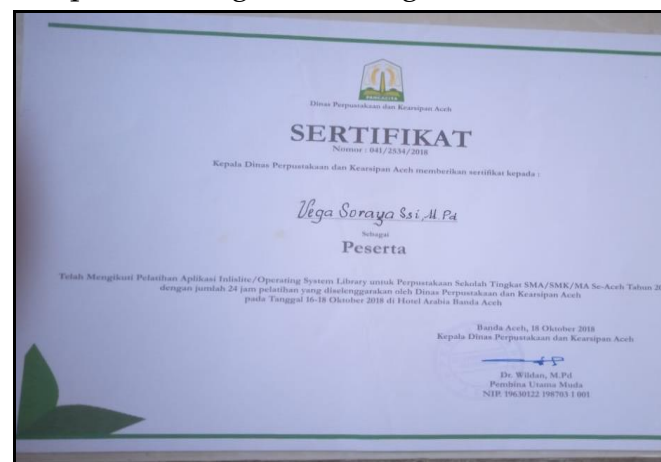 PANCACITA
Dinas Perpustakaan dan Kearsipan Aceh
SERTIFIKAT
Nomor : 041/2534/2018
Kepala Dinas Perpustakaan dan Kearsipan Aceh memberikan sertifikat kepada :
Vega Soraya Ssi, M Pd
Sebagai
Peserta
Telah Mengikuti Pelatihan Aplikasi Inlislite/Operating System Library untuk Perpustakaan Sekolah Tingkat SMA/SMK/MA Se-Aceh Tahun 20
dengan jumlah 24 jam pelatihan yang diselenggarakan oleh Dinas Perpustakaan dan Kearsipan Aceh
pada Tanggal 16-18 Oktober 2018 di Hotel Arabia Banda Aceh
Banda Aceh, 18 Oktober 2018
Kepala Dinas Perpustakaan dan Kearsipan Aceh
Dr. Wildan, M.Pd
Pembina Utama Muda
NIP. 19630122 198703 1 001